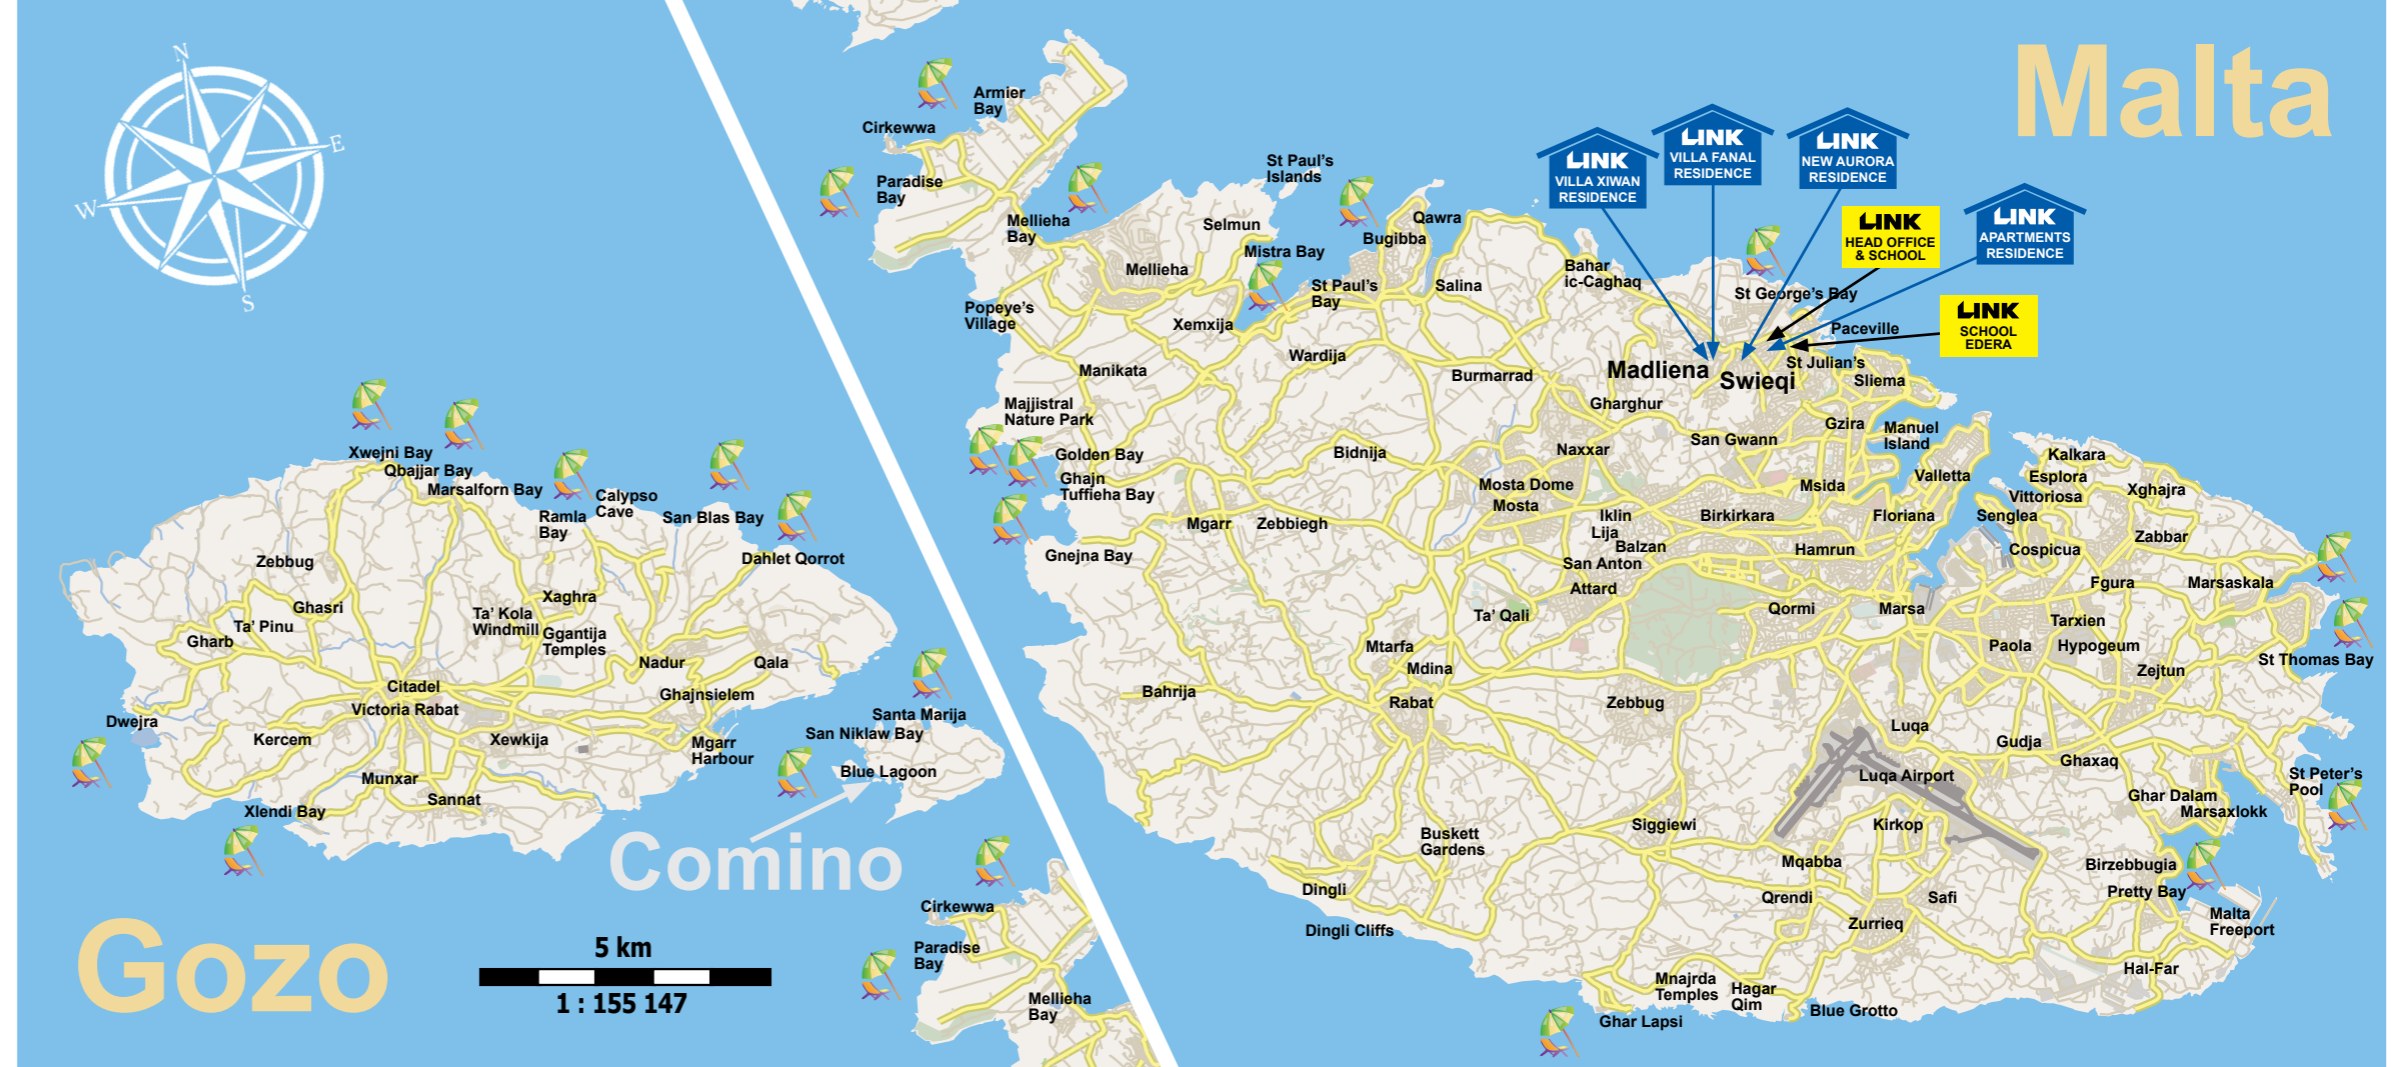 Malta
N
E
S
W
Armier
Bay
Cirkewwa
Paradise
Bay
Mellieha
Bay
St Paul's
Islands
Selmun
Mistra Bay
Mellieha
Qawra
Bugibba
St Paul's
Bay
Salina
Popeye's
Village
Xemxija
Wardija
Manikata
Burmarrad
Majjistral
Nature Park
Golden Bay
Ghajn
Tuffieha Bay
Gnejna Bay
Mgarr
Zebbiegh
Bidnija
LINK
VILLA XIWAN
RESIDENCE
LINK
VILLA FANAL
RESIDENCE
LINK
NEW AURORA
RESIDENCE
LINK
HEAD OFFICE
& SCHOOL
LINK
APARTMENTS
RESIDENCE
LINK
SCHOOL
EDERA
Bahar
ic-Caghaq
St George's Bay
Paceville
St Julian's
Madliena
Swieqi
Sliema
Gharghur
Gzira
Manuel
Island
San Gwann
Naxxar
Mosta Dome
Mosta
Msida
Valletta
Iklin
Lija
Balzan
Birkirkara
Floriana
San Anton
Attard
Hamrun
Ta' Qali
Qormi
Marsa
Kalkara
Esplora
Vittoriosa
Xghajra
Senglea
Zabbar
Cospicua
Fgura
Marsaskala
Tarxien
Paola
Hypogeum
St Thomas Bay
Zejtun
Mtarfa
Mdina
Rabat
Bahrija
Zebbug
Luqa
Gudja
Ghaxaq
Luqa Airport
St Peter's
Pool
Ghar Dalam
Marsaxlokk
Kirkop
Siggiewi
Buskett
Gardens
Mqabba
Birzebbugia
Pretty Bay
Dingli
Qrendi
Safi
Zurrieq
Malta
Freeport
Dingli Cliffs
Hal-Far
Mnajrda
Temples
Hagar
Qim
Blue Grotto
Ghar Lapsi
Xwejni Bay
Qbajjar Bay
Marsalforn Bay
Calypso
Cave
Ramla
Bay
San Blas Bay
Dahlet Qorrot
Zebbug
Ghasri
Xaghra
Ta' Kola
Windmill
Ta' Pinu
Gharb
Ggantija
Temples
Nadur
Qala
Citadel
Victoria Rabat
Ghajnsielem
Dwejra
Kercem
Xewkija
Mgarr
Harbour
Munxar
Sannat
Xlendi Bay
Santa Marija
San Niklaw Bay
Blue Lagoon
Comino
Gozo
5 km
1 : 155 147
Cirkewwa
Paradise
Bay
Mellieha
Bay